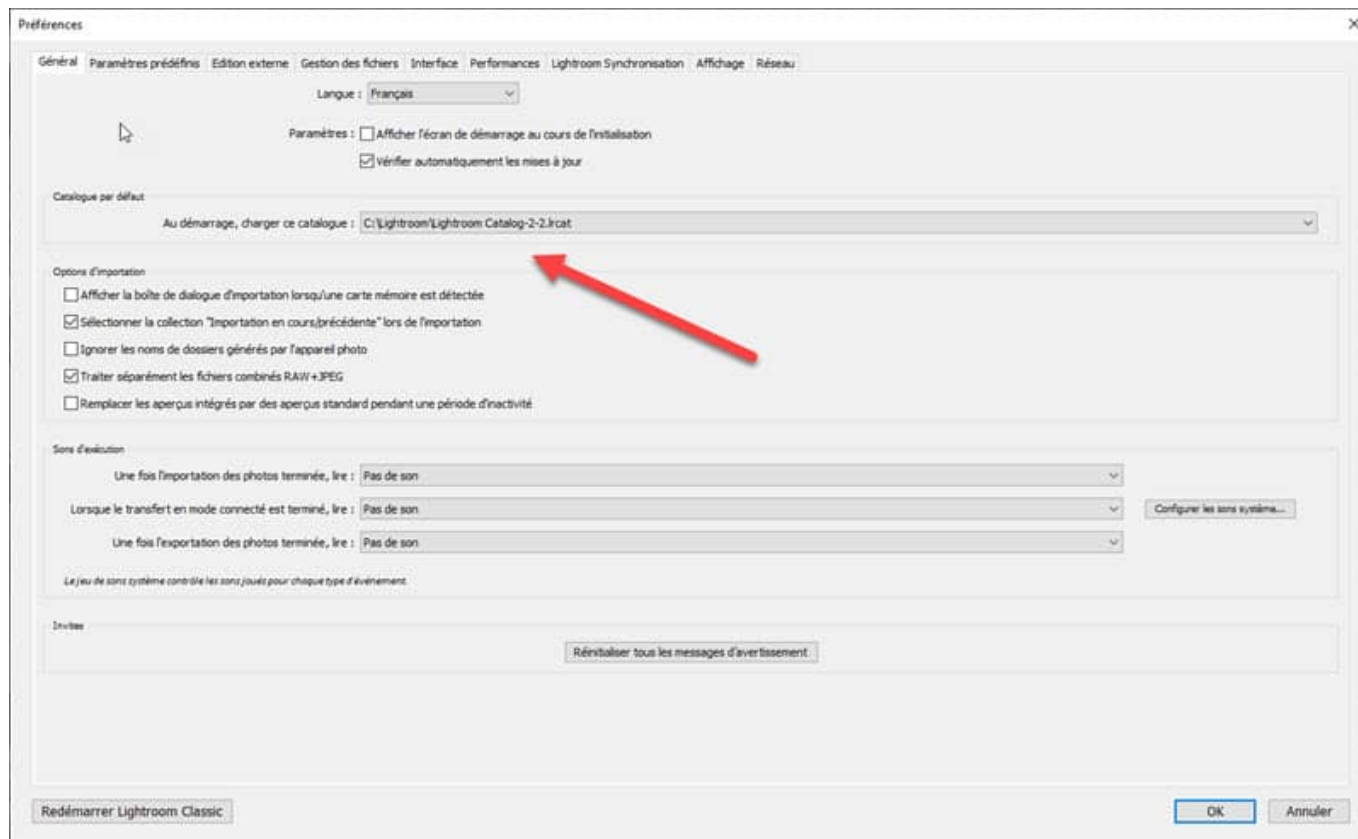 Préférences
Général Paramètres prédéfinis Edition externe Gestion des fichiers Interface Performances Lightroom Synchronisation Affichage Réseau
Langue : Français
Paramètres : Afficher l'écran de démarrage au cours de l'initialisation
Vérifier automatiquement les mises à jour
Catalogue par défaut
Au démarrage, charger ce catalogue : C:\Lightroom\Lightroom Catalog-2-2.lrcat
Options d'importation
Afficher la boîte de dialogue d'importation lorsqu'une carte mémoire est détectée
Sélectionner la collection "Importation en cours/précédente" lors de l'importation
Ignorer les noms de dossiers générés par l'appareil photo
Traiter séparément les fichiers combinés RAW+JPEG
Remplacer les aperçus intégrés par des aperçus standard pendant une période d'inactivité
Sons d'exécution
Une fois l'importation des photos terminée, lire : Pas de son
Lorsque le transfert en mode connecté est terminé, lire : Pas de son Configurer les sons système...
Une fois l'exportation des photos terminée, lire : Pas de son
Le jeu de sons système contrôle les sons joués pour chaque type d'événement.
Invites
Réinitialiser tous les messages d'avertissement
Redémarrer Lightroom Classic OK Annuler